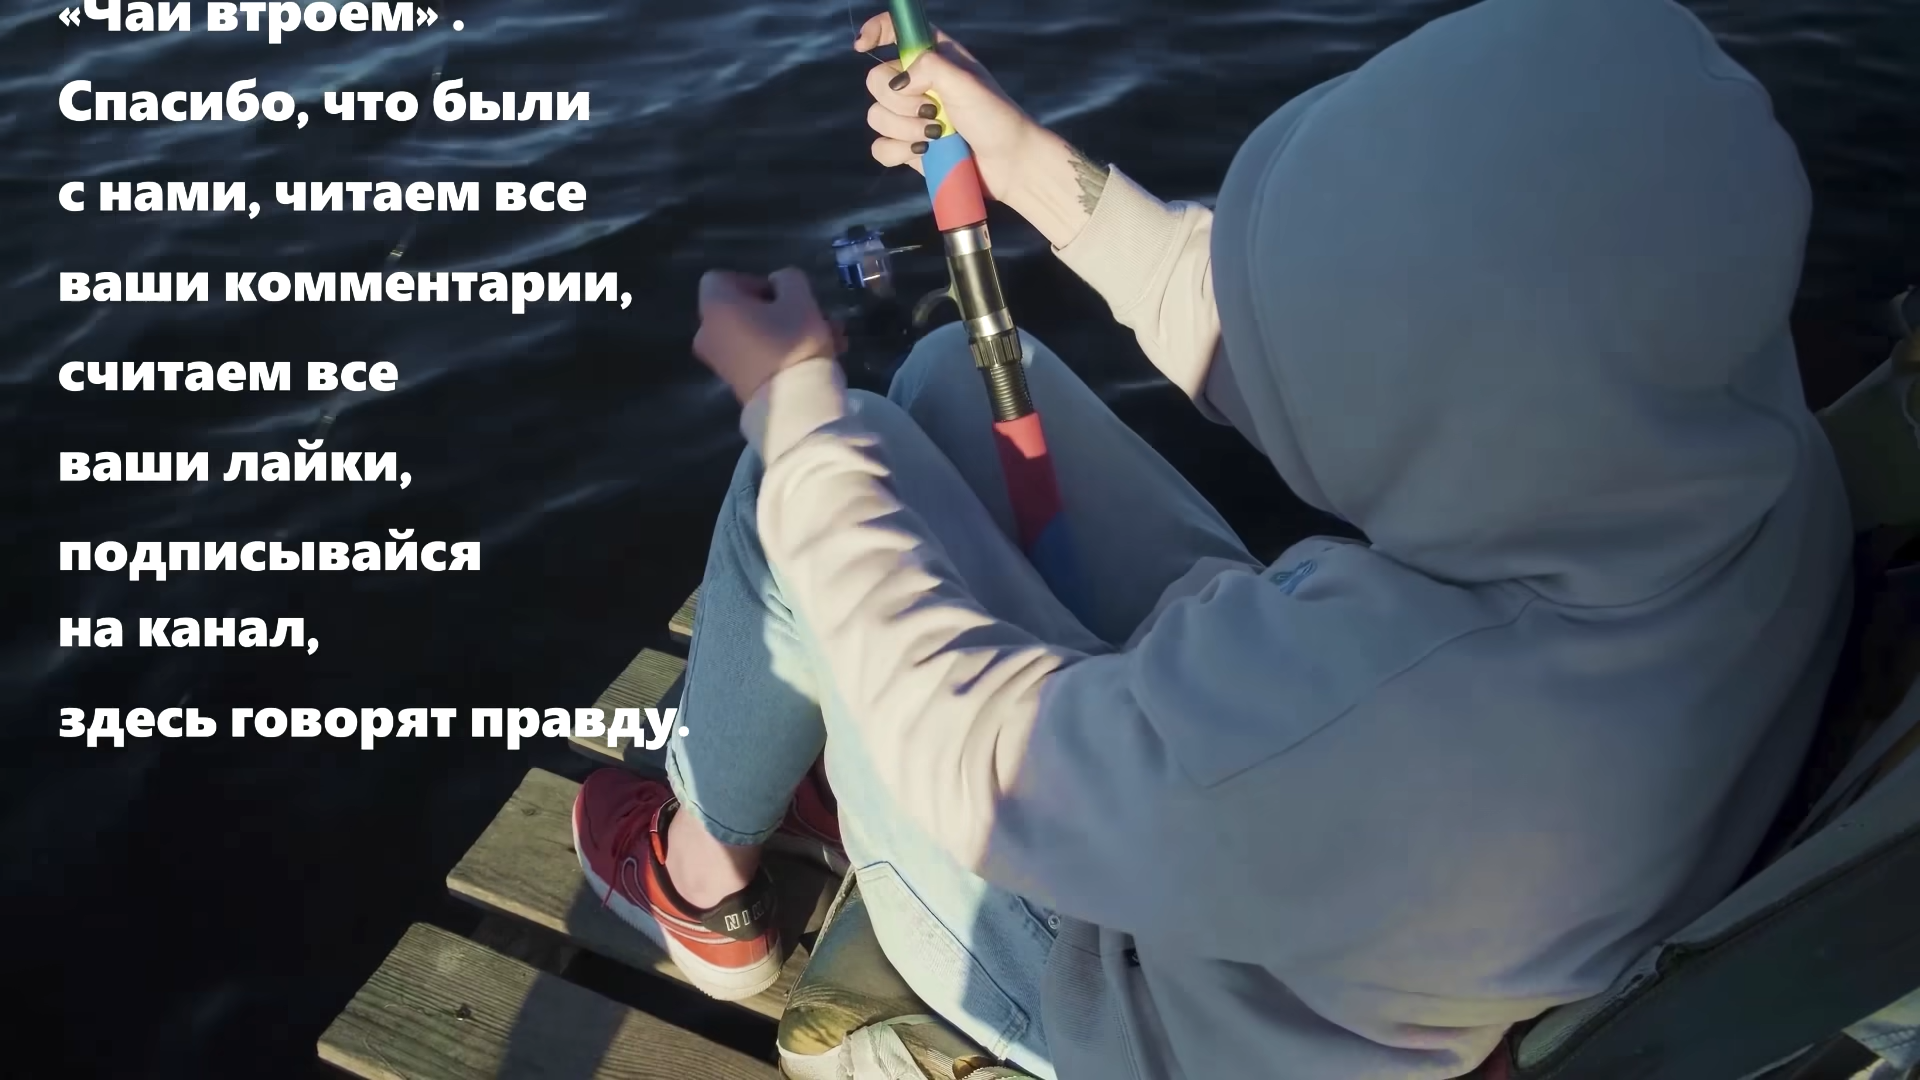 «Чай втроём» .
Спасибо, что были
с нами, читаем все
ваши комментарии,
считаем все
ваши лайки,
подписывайся
на канал,
здесь говорят правду.